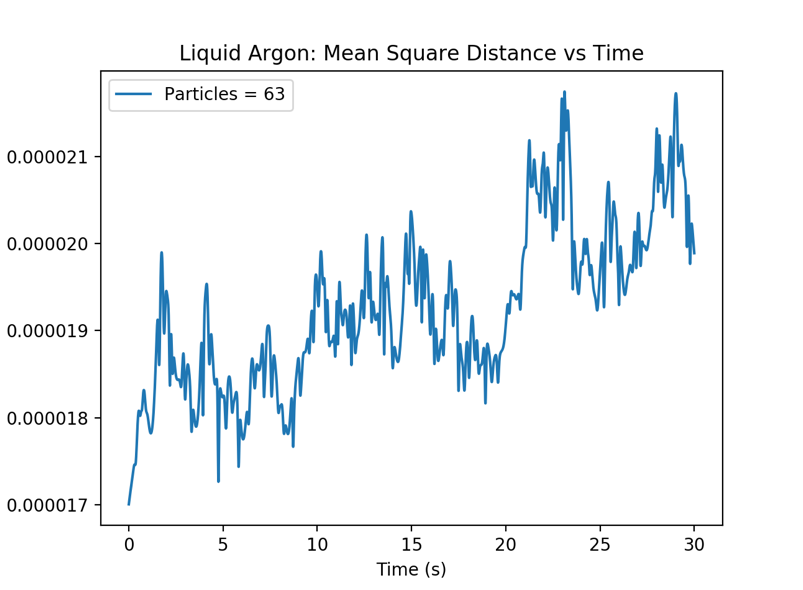 Liquid Argon: Mean Square Distance vs Time
Particles = 63
0.000021
0.000020
0.000019
0.000018
0.000017
0 5 10 15 20 25 30
Time (s)